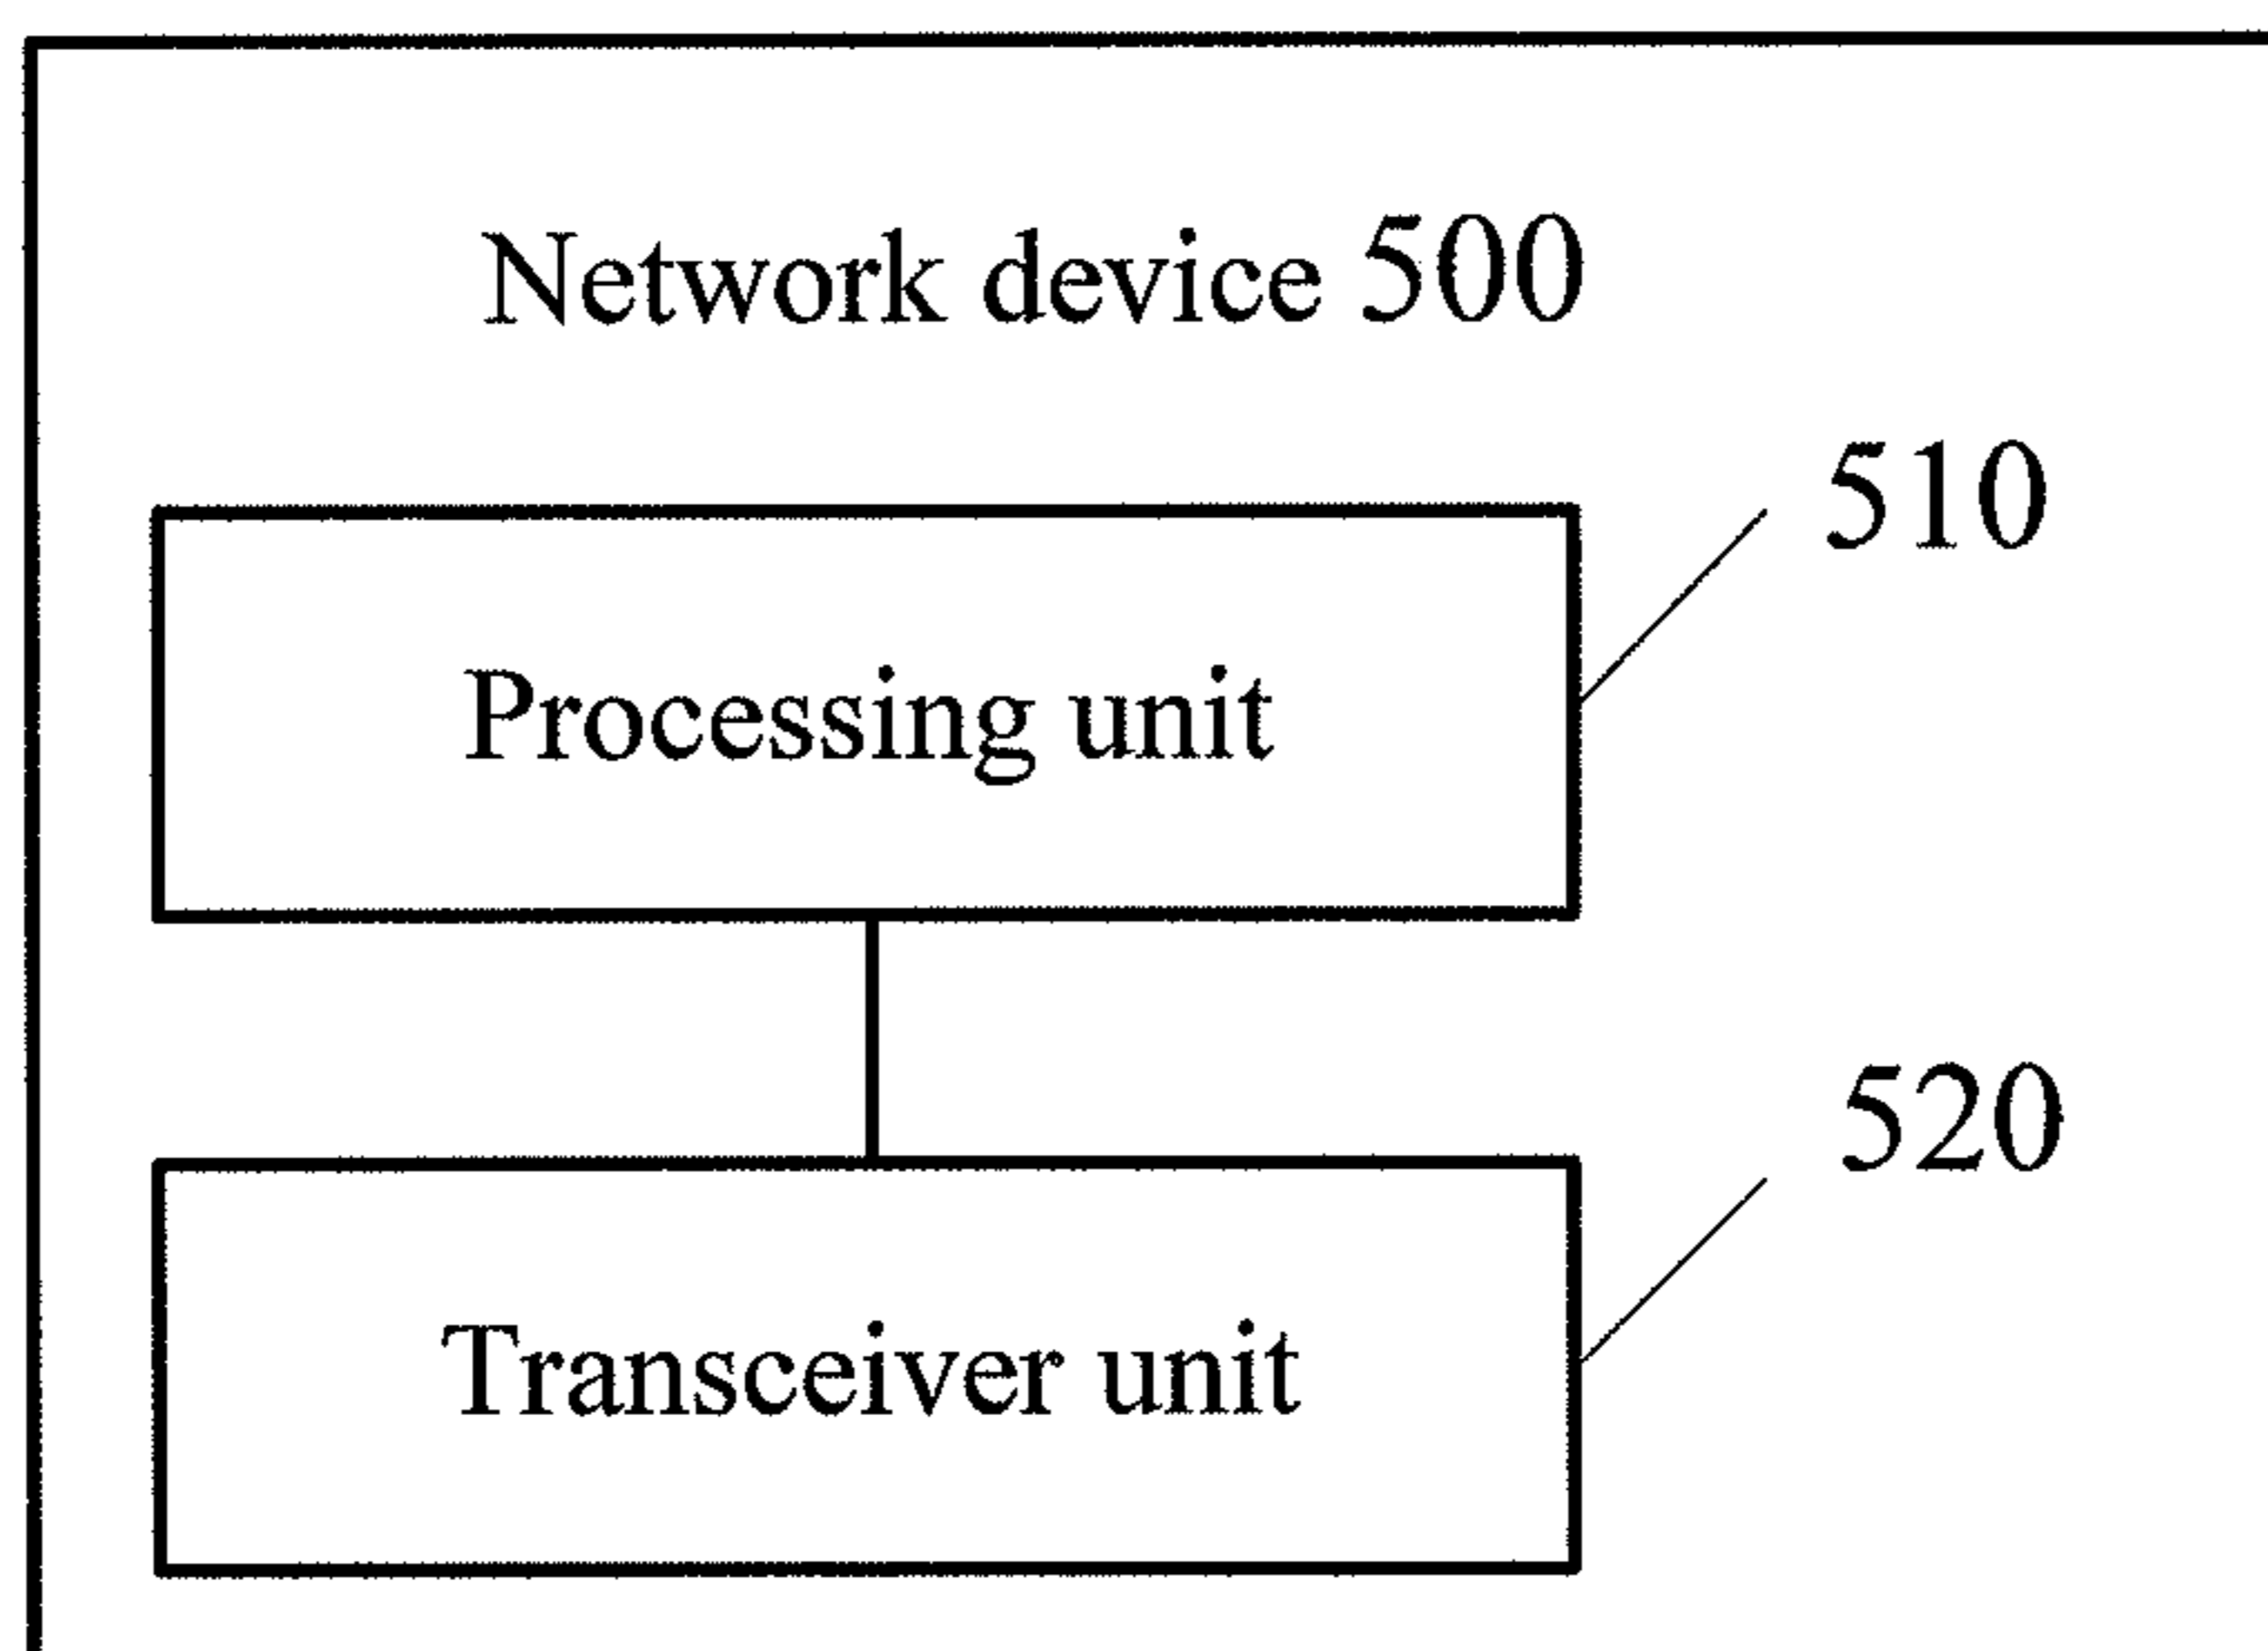 Network device 500
510
Processing unit
520
Transceiver unit